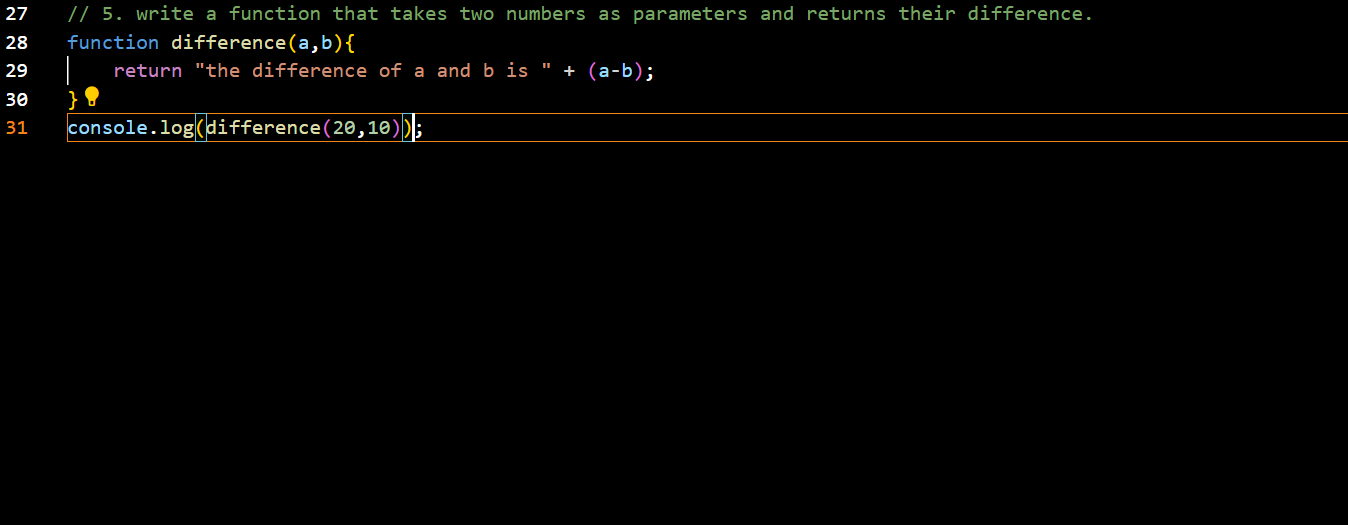 27 // 5. write a function that takes two numbers as parameters and returns their difference.
28 function difference(a,b){
29     return "the difference of a and b is " + (a-b);
30 }
31 console.log(difference(20,10));